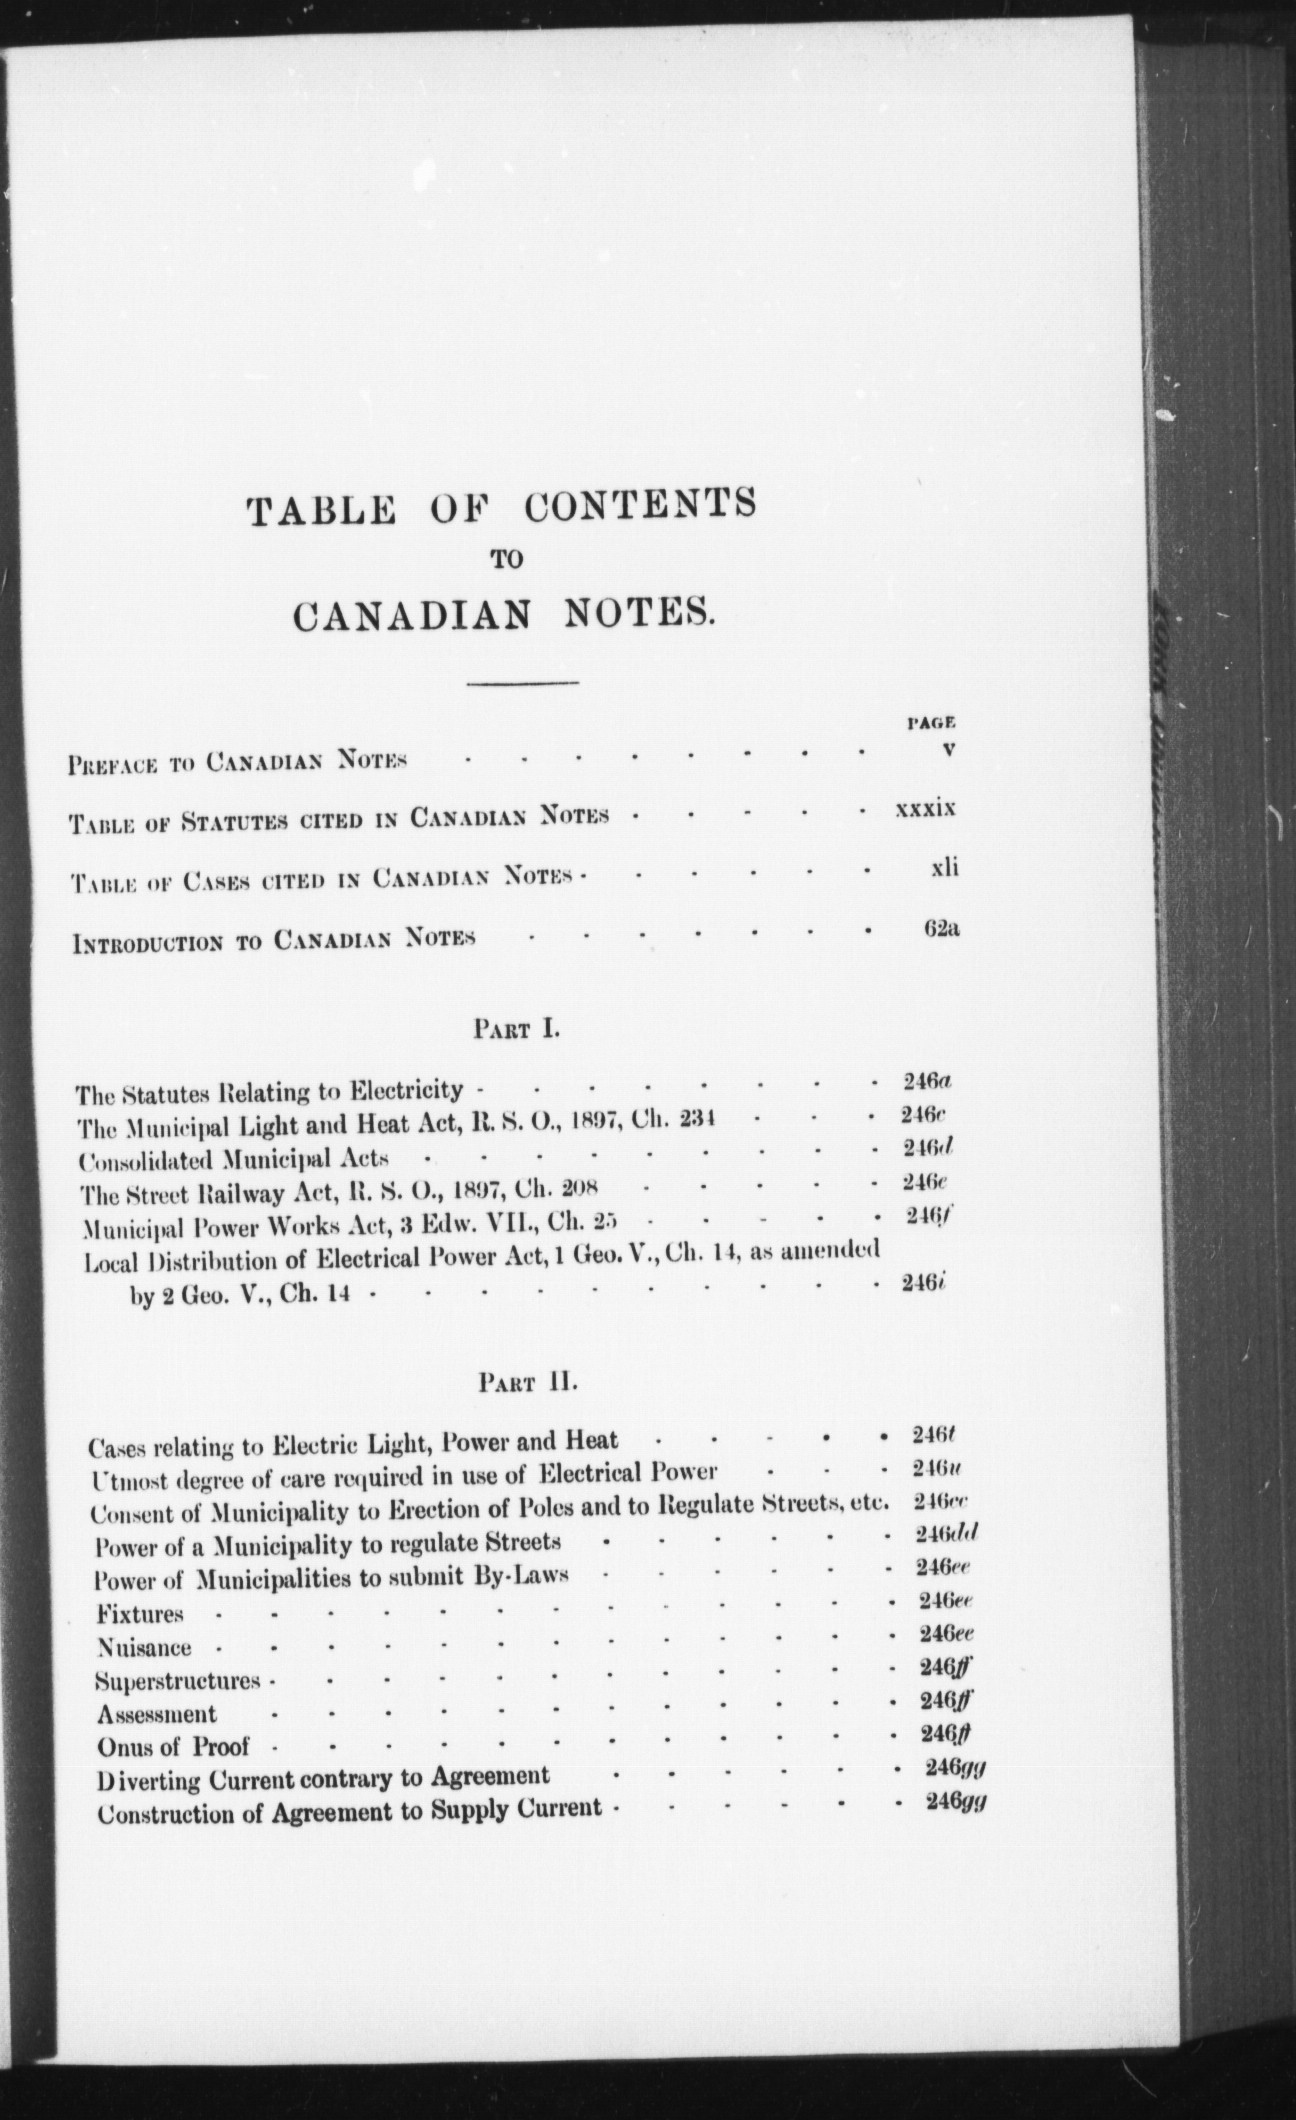 TABLE OF CONTENTS
TO
CANADIAN NOTES.
PAGE
PREFACE TO CANADIAN NOTES - - - - - - - - v
TABLE OF STATUTES CITED IN CANADIAN NOTES - - - - - xxxix
TABLE OF CASES CITED IN CANADIAN NOTES - - - - - - xli
INTRODUCTION TO CANADIAN NOTES - - - - - - - 62a
PART I.
The Statutes Relating to Electricity - - - - - - - - 246a
The Municipal Light and Heat Act, R. S. O., 1897, Ch. 234 - - - 246c
Consolidated Municipal Acts - - - - - - - - - 246d
The Street Railway Act, R. S. O., 1897, Ch. 208 - - - - - 246e
Municipal Power Works Act, 3 Edw. VII., Ch. 25 - - - - - 246f
Local Distribution of Electrical Power Act, 1 Geo. V., Ch. 14, as amended
by 2 Geo. V., Ch. 14 - - - - - - - - - - 246i
PART II.
Cases relating to Electric Light, Power and Heat - - - - - 246t
Utmost degree of care required in use of Electrical Power - - - 246u
Consent of Municipality to Erection of Poles and to Regulate Streets, etc. 246cc
Power of a Municipality to regulate Streets - - - - - - 246dd
Power of Municipalities to submit By-Laws - - - - - - 246ee
Fixtures - - - - - - - - - - - - - 246ee
Nuisance - - - - - - - - - - - - - 246ee
Superstructures - - - - - - - - - - - - 246ff
Assessment - - - - - - - - - - - - 246ff
Onus of Proof - - - - - - - - - - - - 246ff
Diverting Current contrary to Agreement - - - - - - 246gg
Construction of Agreement to Supply Current - - - - - - 246gg